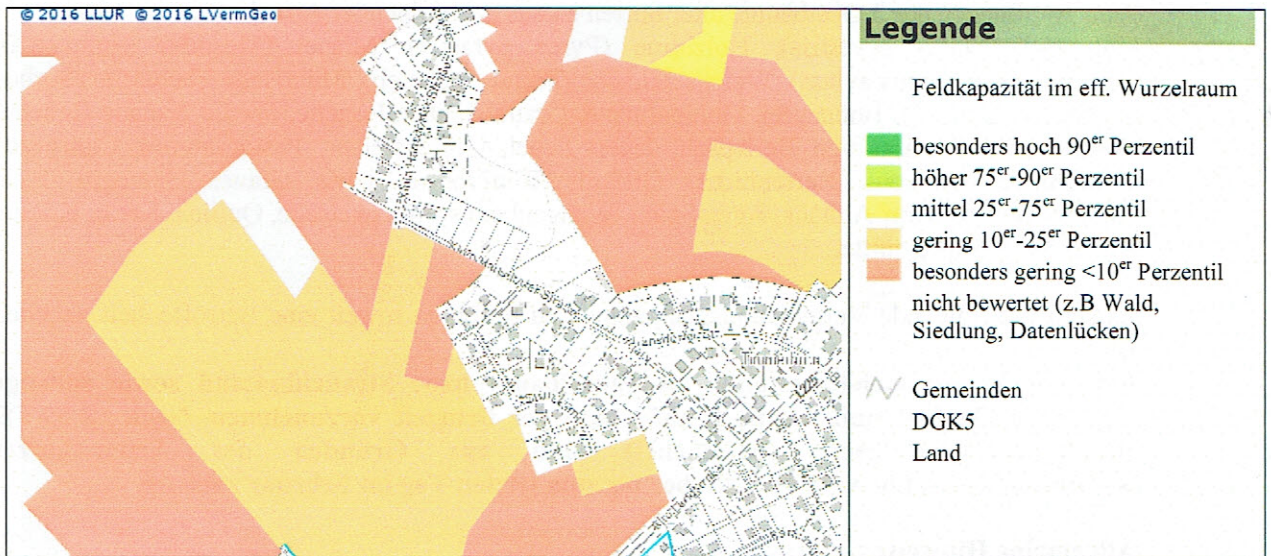 © 2016 LLUR © 2016 LVermGeo
Legende
Feldkapazität im eff. Wurzelraum
besonders hoch 90er Perzentil
höher 75er-90er Perzentil
mittel 25er-75er Perzentil
gering 10er-25er Perzentil
besonders gering <10er Perzentil
nicht bewertet (z.B Wald,
Siedlung, Datenlücken)
Gemeinden
DGK5
Land